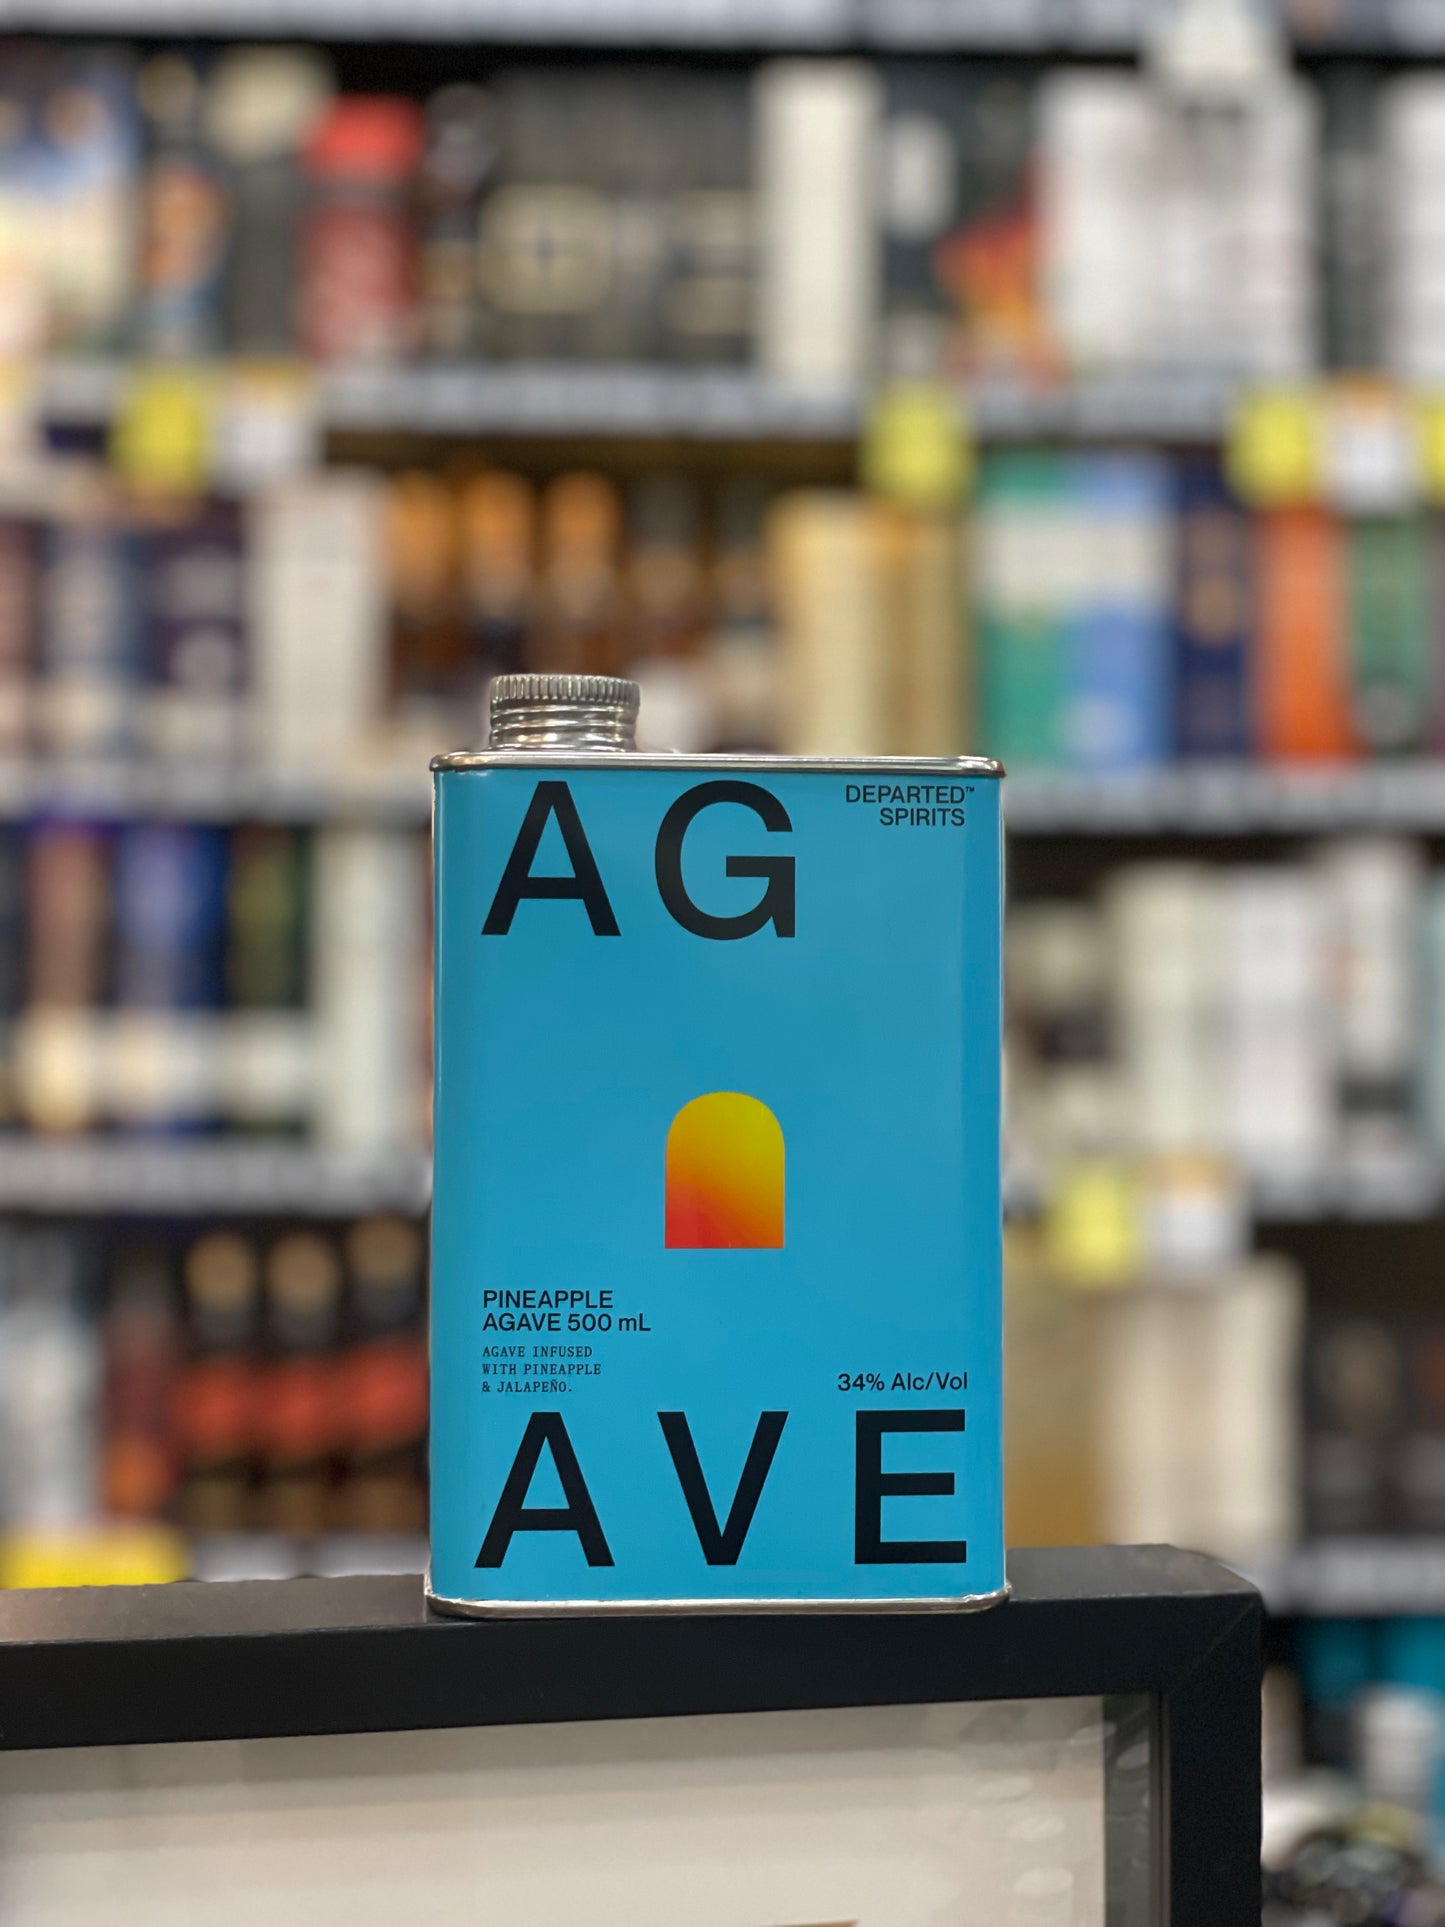 AG
DEPARTED™
SPIRITS
PINEAPPLE
AGAVE 500 mL
AGAVE INFUSED
WITH PINEAPPLE
& JALAPEÑO.
34% Alc/Vol
AVE